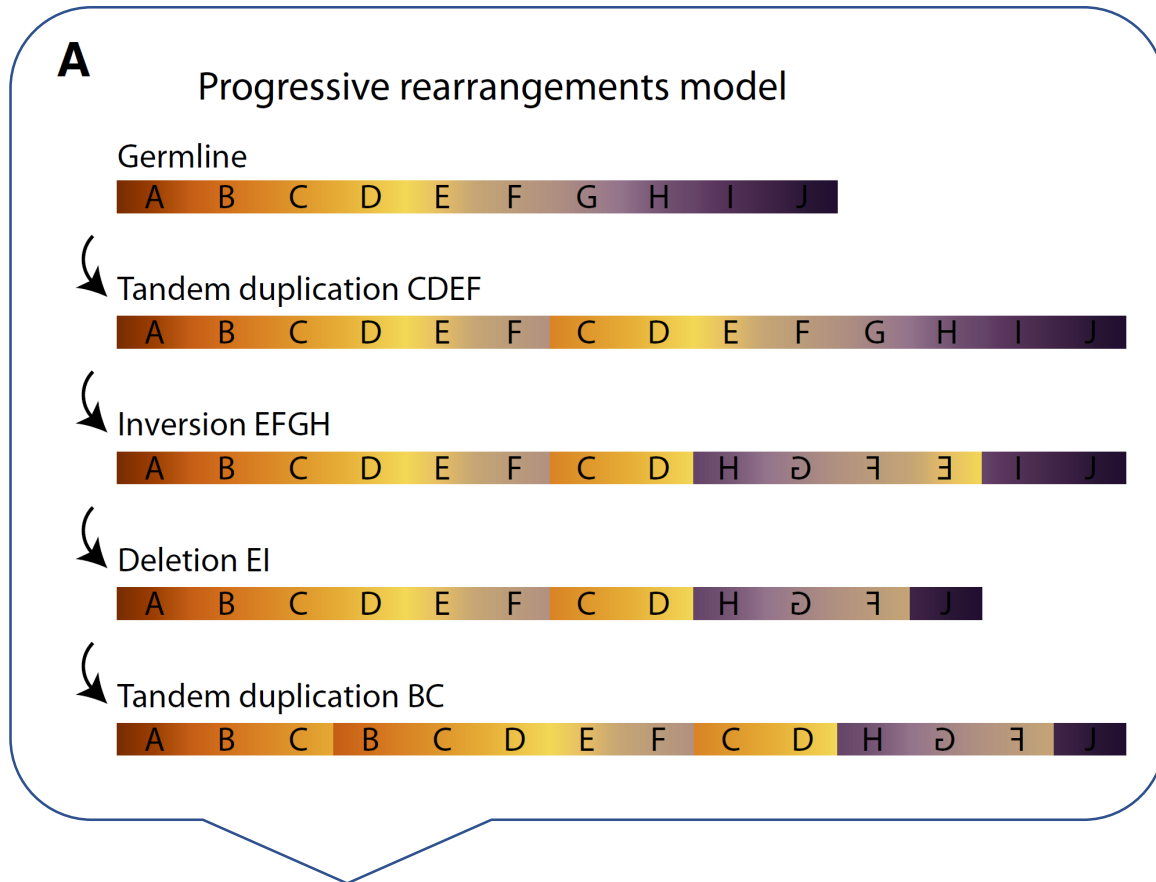 A
Progressive rearrangements model
Germline
A B C D E F G H I J
Tandem duplication CDEF
A B C D E F C D E F G H I J
Inversion EFGH
A B C D E F C D H G F E I J
Deletion EI
A B C D E F C D H G F J
Tandem duplication BC
A B C B C D E F C D H G F J